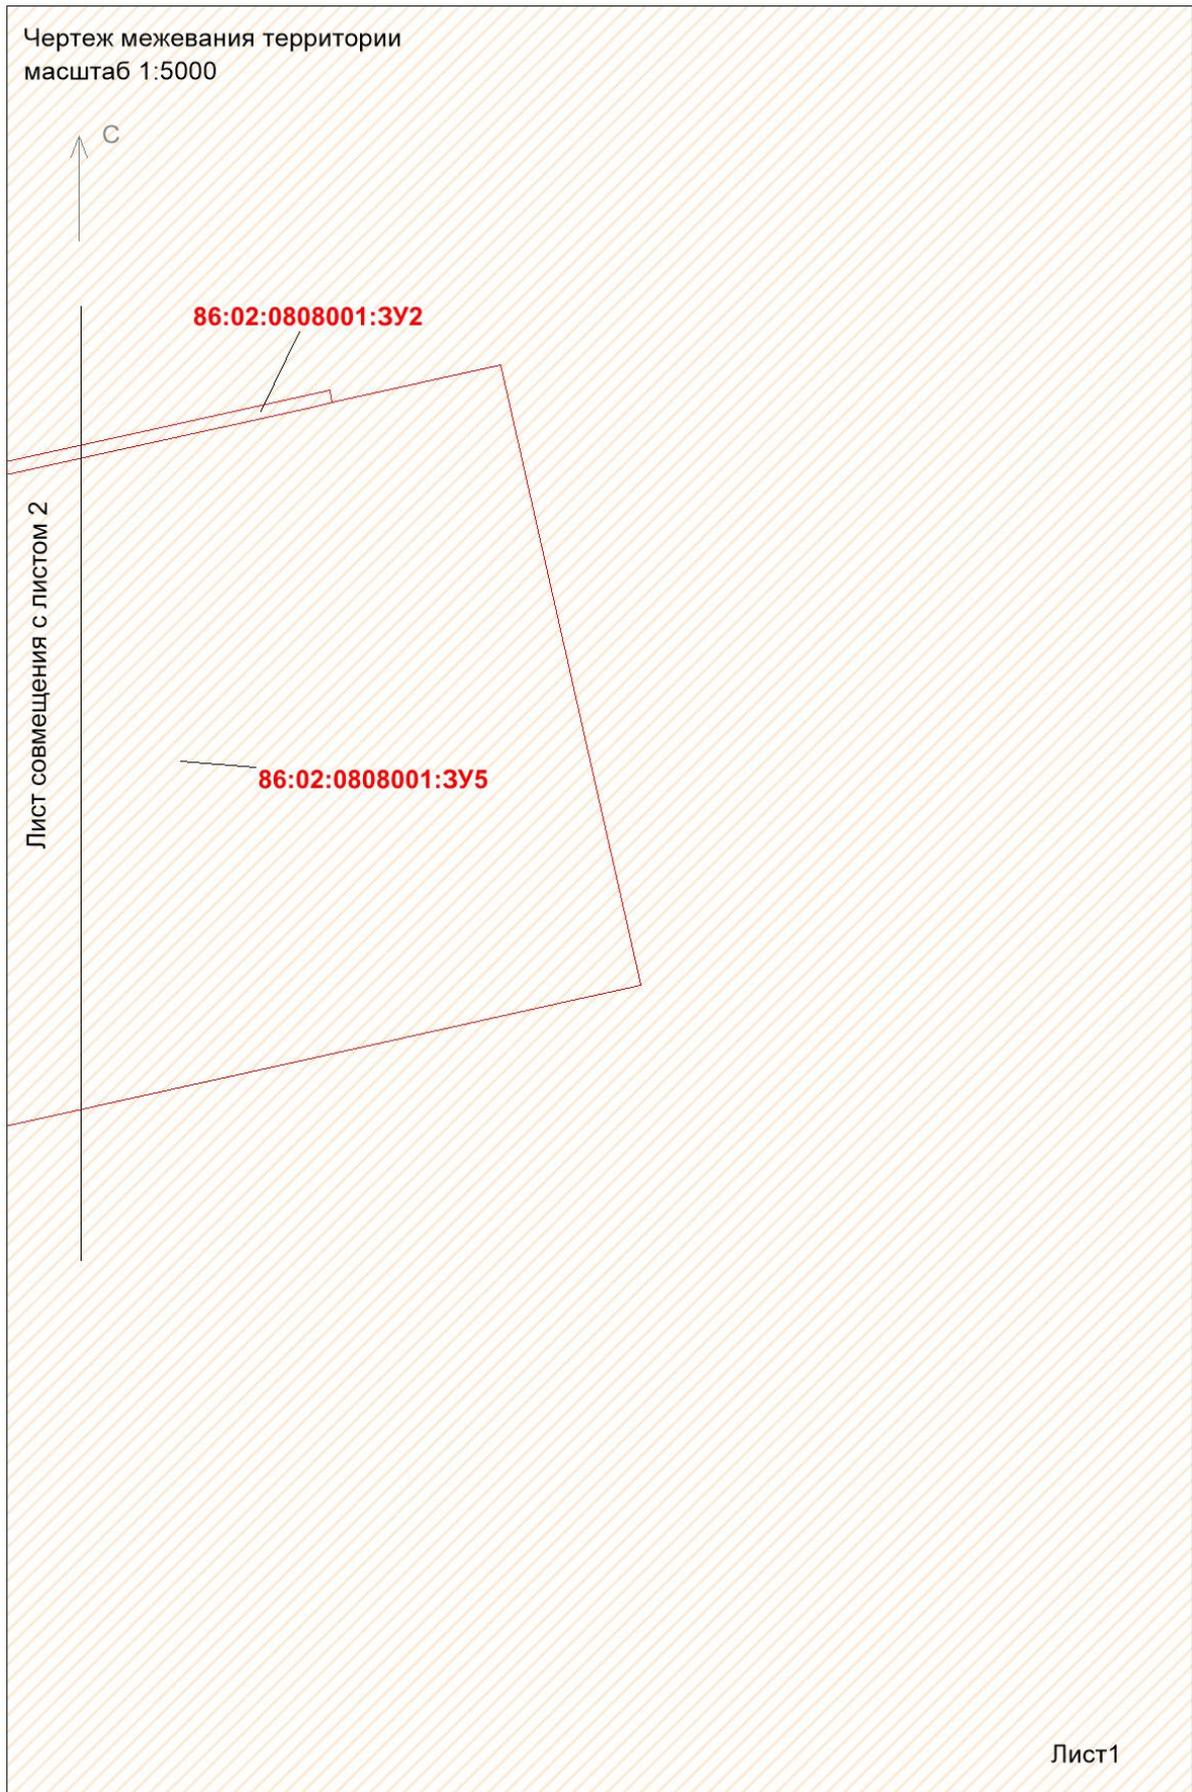 Чертеж межевания территории
масштаб 1:5000
С
86:02:0808001:ЗУ2
Лист совмещения с листом 2
86:02:0808001:ЗУ5
Лист1